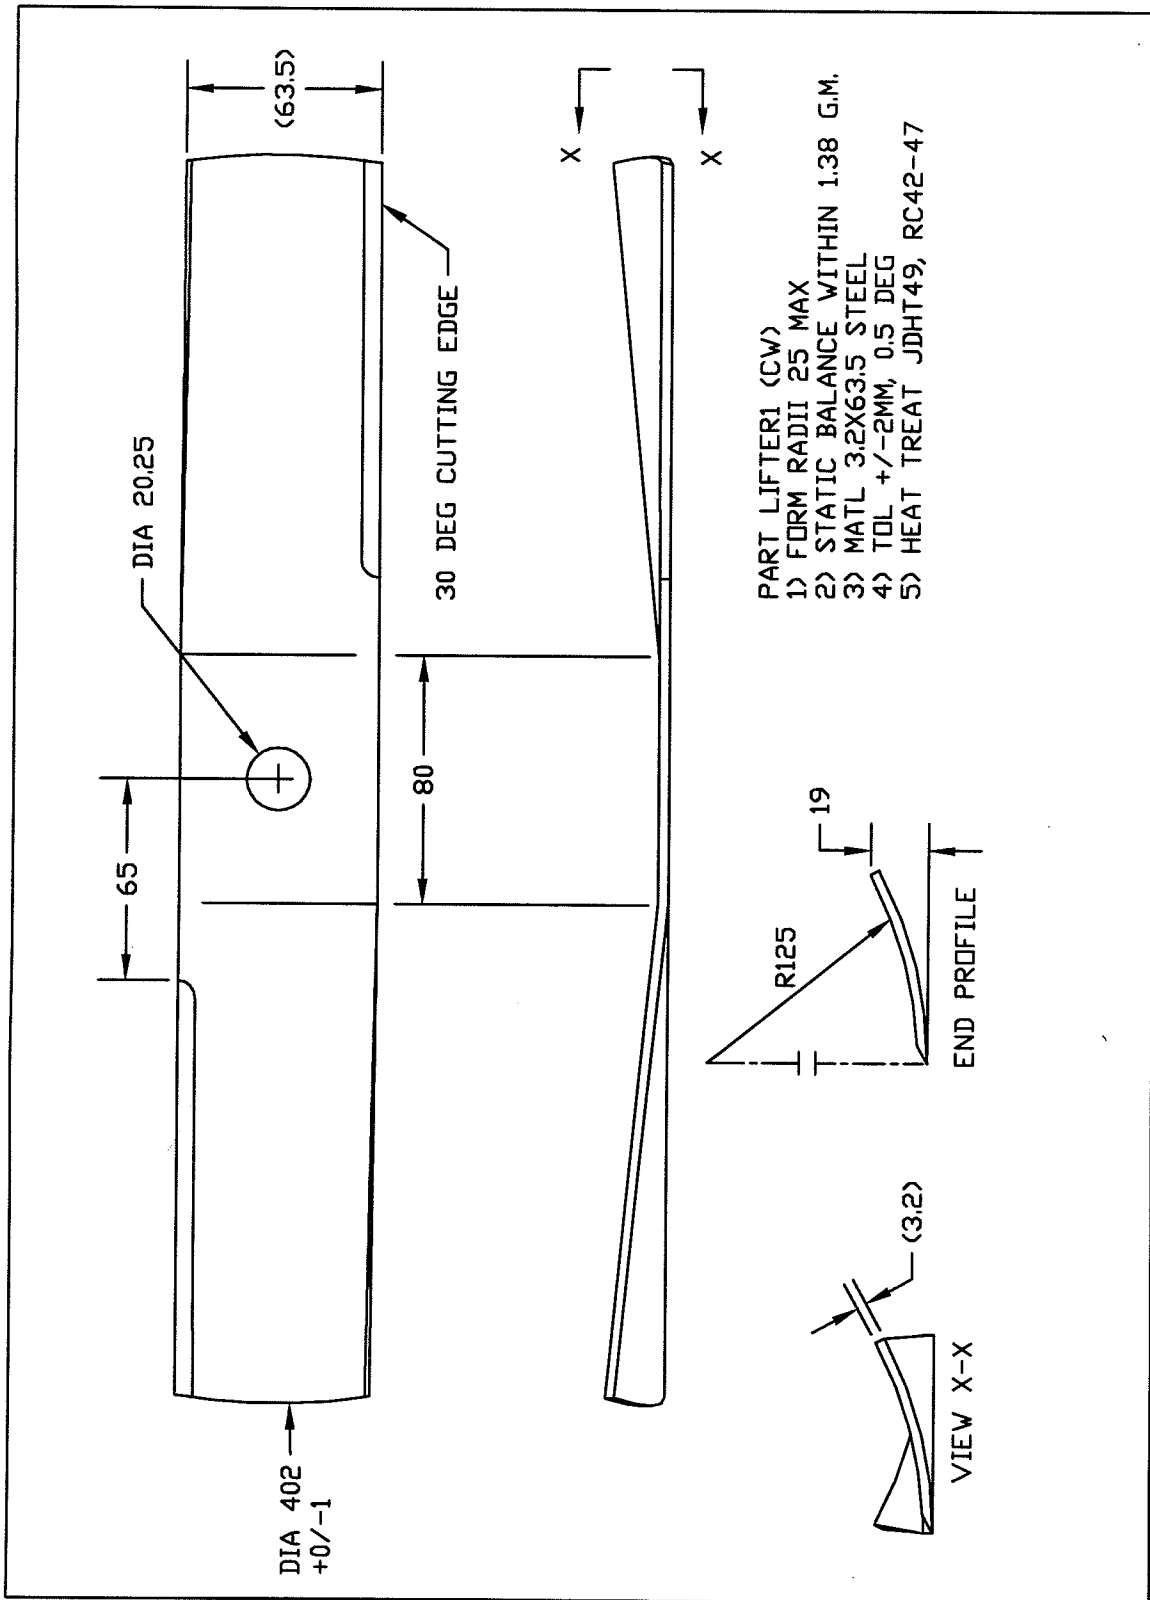 (63.5)
DIA 20.25
65
30 DEG CUTTING EDGE
80
DIA 402
+0/-1
X
X
PART LIFTER1 (CW)
1) FORM RADII 25 MAX
2) STATIC BALANCE WITHIN 1.38 G.M.
3) MATL 3.2X63.5 STEEL
4) TOL +/-2MM, 0.5 DEG
5) HEAT TREAT JDHT49, RC42-47
R125
19
END PROFILE
(3.2)
VIEW X-X